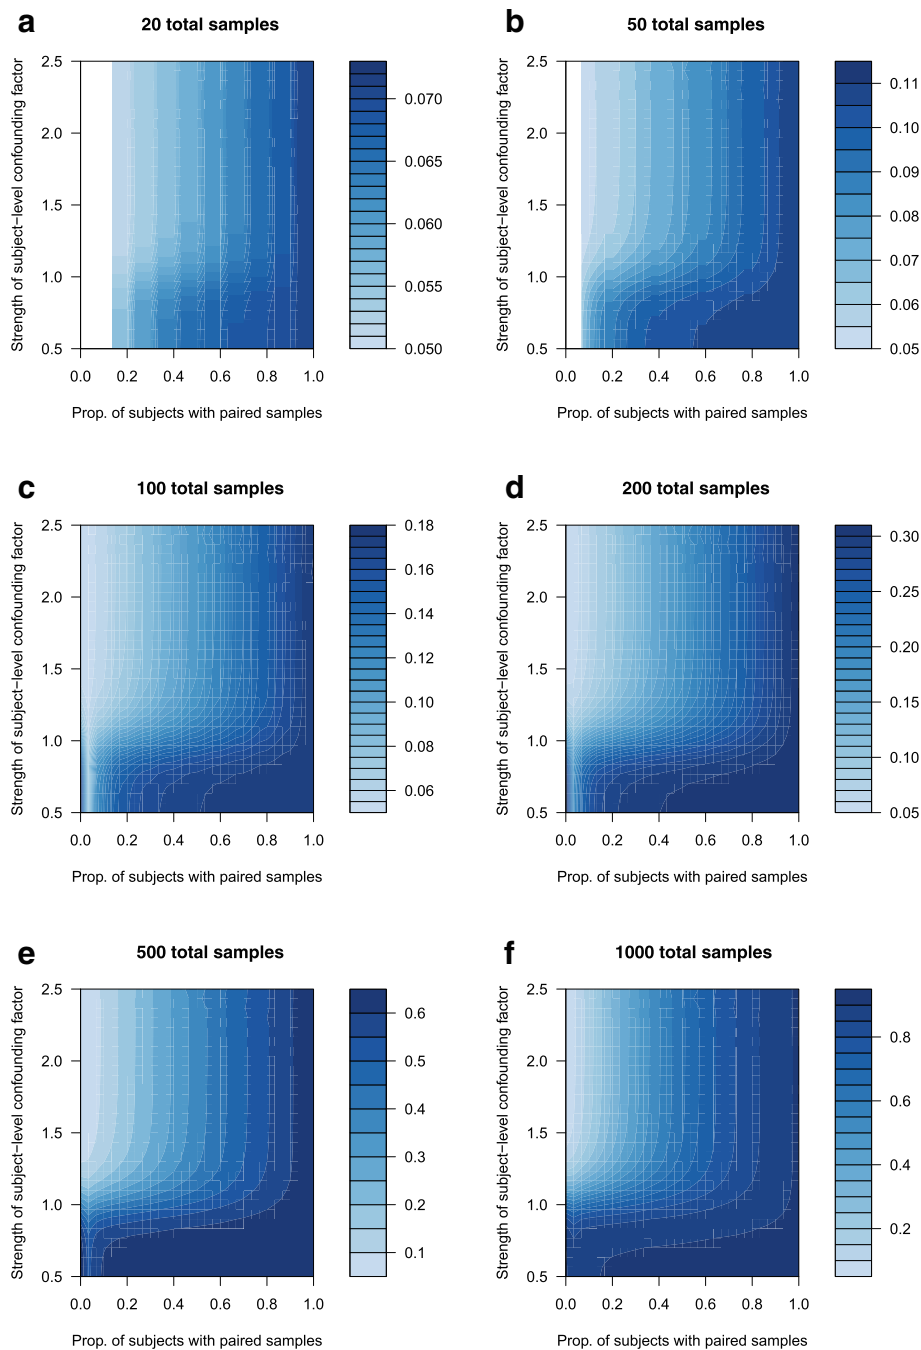 a
20 total samples
Strength of subject−level confounding factor
2.5
2.0
1.5
1.0
0.5
0.0 0.2 0.4 0.6 0.8 1.0
Prop. of subjects with paired samples
0.070
0.065
0.060
0.055
0.050
b
50 total samples
Strength of subject−level confounding factor
2.5
2.0
1.5
1.0
0.5
0.0 0.2 0.4 0.6 0.8 1.0
Prop. of subjects with paired samples
0.11
0.10
0.09
0.08
0.07
0.06
0.05
c
100 total samples
Strength of subject−level confounding factor
2.5
2.0
1.5
1.0
0.5
0.0 0.2 0.4 0.6 0.8 1.0
Prop. of subjects with paired samples
0.18
0.16
0.14
0.12
0.10
0.08
0.06
d
200 total samples
Strength of subject−level confounding factor
2.5
2.0
1.5
1.0
0.5
0.0 0.2 0.4 0.6 0.8 1.0
Prop. of subjects with paired samples
0.30
0.25
0.20
0.15
0.10
0.05
e
500 total samples
Strength of subject−level confounding factor
2.5
2.0
1.5
1.0
0.5
0.0 0.2 0.4 0.6 0.8 1.0
Prop. of subjects with paired samples
0.6
0.5
0.4
0.3
0.2
0.1
f
1000 total samples
Strength of subject−level confounding factor
2.5
2.0
1.5
1.0
0.5
0.0 0.2 0.4 0.6 0.8 1.0
Prop. of subjects with paired samples
0.8
0.6
0.4
0.2